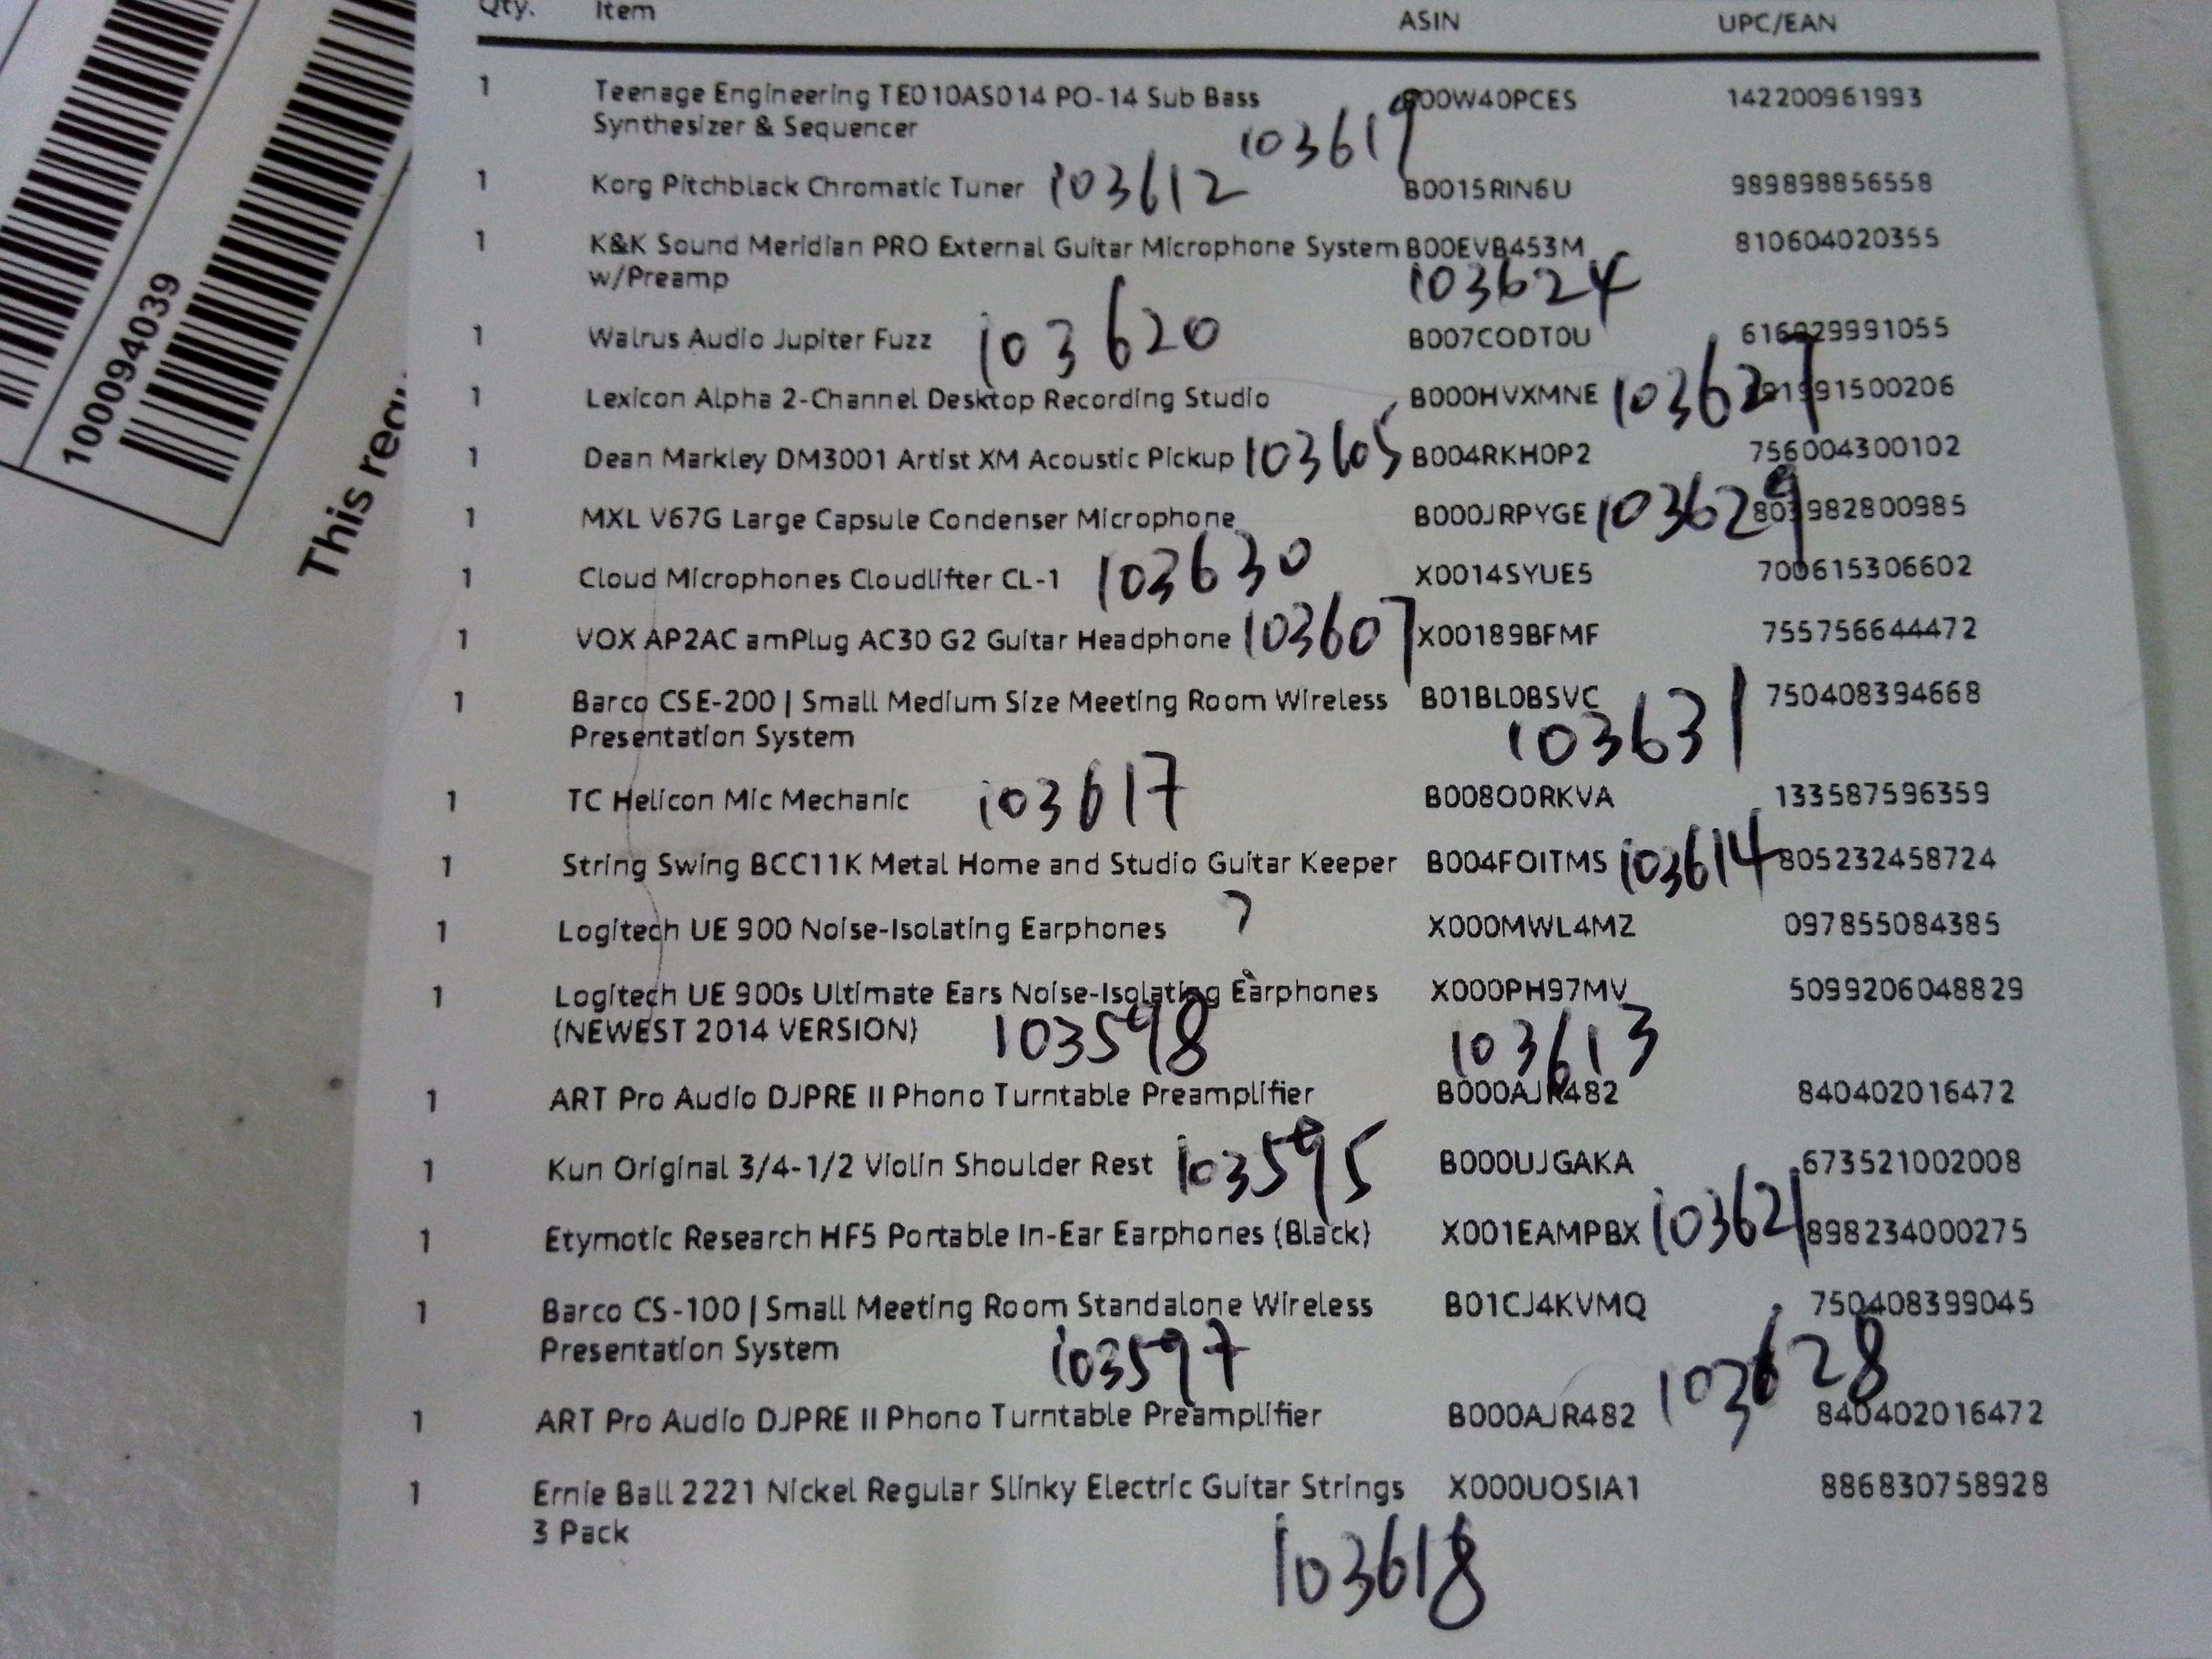 Qty. Item ASIN UPC/EAN
1 Teenage Engineering TE010AS014 PO-14 Sub Bass B00W40PCES 142200961993
Synthesizer & Sequencer 103619
1 Korg Pitchblack Chromatic Tuner 103612 B0015RIN6U 989898856558
1 K&K Sound Meridian PRO External Guitar Microphone System B00EVB453M 810604020355
w/Preamp 103624
1 Walrus Audio Jupiter Fuzz 103620 B007CODT0U
1 Lexicon Alpha 2-Channel Desktop Recording Studio B000HVXMNE 103627
1 Dean Markley DM3001 Artist XM Acoustic Pickup 103605 B004RKH0P2 756004300102
1 MXL V67G Large Capsule Condenser Microphone B000JRPYGE 103629
1 Cloud Microphones Cloudlifter CL-1 103630 X0014SYUE5 700615306602
1 VOX AP2AC amPlug AC30 G2 Guitar Headphone 103607 X00189BFMF 755756644472
1 Barco CSE-200 | Small Medium Size Meeting Room Wireless B01BL0BSVC 750408394668
Presentation System 103631
1 TC Helicon Mic Mechanic 103617 B008O0RKVA 133587596359
1 String Swing BCC11K Metal Home and Studio Guitar Keeper B004FOITMS 103614 805232458724
1 Logitech UE 900 Noise-Isolating Earphones ? X000MWL4MZ 097855084385
1 Logitech UE 900s Ultimate Ears Noise-Isolating Earphones X000PH97MV 5099206048829
(NEWEST 2014 VERSION) 103598 103613
1 ART Pro Audio DJPRE II Phono Turntable Preamplifier B000AJR482 840402016472
1 Kun Original 3/4-1/2 Violin Shoulder Rest 103595 B000UJGAKA 673521002008
1 Etymotic Research HF5 Portable In-Ear Earphones (Black) X001EAMPBX 103621 898234000275
1 Barco CS-100 | Small Meeting Room Standalone Wireless B01CJ4KVMQ 750408399045
Presentation System 103597 103628
1 ART Pro Audio DJPRE II Phono Turntable Preamplifier B000AJR482 840402016472
1 Ernie Ball 2221 Nickel Regular Slinky Electric Guitar Strings X000UOSIA1 886830758928
3 Pack 103618
1000094039
This